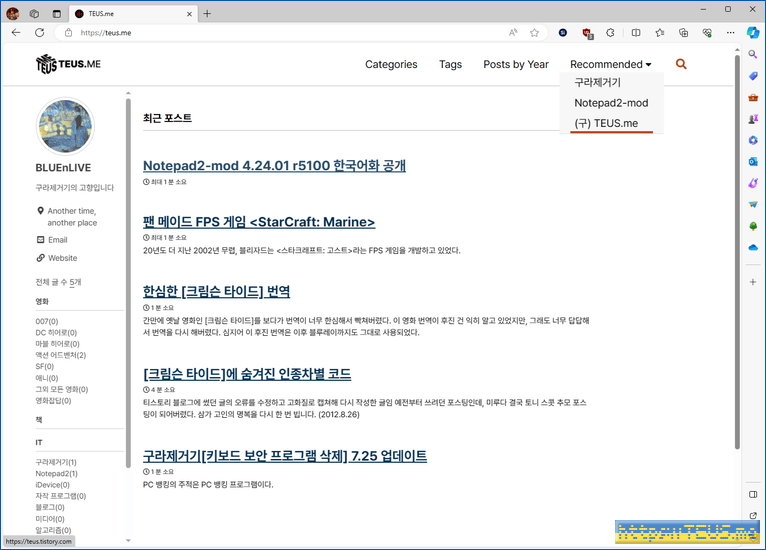 TEUS.me
https://teus.me
TEUS.ME
Categories
Tags
Posts by Year
Recommended
구라제거기
Notepad2-mod
(구) TEUS.me
BLUEnLIVE
구라제거기의 고향입니다
Another time,
another place
Email
Website
전체 글 수 5개
영화
007(0)
DC 히어로(0)
마블 히어로(0)
액션 어드벤처(2)
SF(0)
애니(0)
그외 모든 영화(0)
영화잡담(0)
책
IT
구라제거기(1)
Notepad2(1)
iDevice(0)
자작 프로그램(0)
블로그(0)
미디어(0)
알고리즘(0)
최근 포스트
Notepad2-mod 4.24.01 r5100 한국어화 공개
최대 1 분 소요
팬 메이드 FPS 게임 <StarCraft: Marine>
최대 1 분 소요
20년도 더 지난 2002년 무렵, 블리자드는 <스타크래프트: 고스트>라는 FPS 게임을 개발하고 있었다.
한심한 [크림슨 타이드] 번역
1 분 소요
간만에 옛날 영화인 [크림슨 타이드]를 보다가 번역이 너무 한심해서 빡쳐버렸다. 이 영화 번역이 후진 건 익히 알고 있었지만, 그래도 너무 답답해
서 번역을 다시 해버렸다. 심지어 이 후진 번역은 이후 블루레이까지도 그대로 사용되었다.
[크림슨 타이드]에 숨겨진 인종차별 코드
4 분 소요
티스토리 블로그에 썼던 글의 오류를 수정하고 고화질로 캡쳐해 다시 작성한 글임 예전부터 쓰려던 포스팅인데, 미루다 결국 토니 스콧 추모 포스
팅이 되어버렸다. 삼가 고인의 명복을 다시 한 번 빕니다. (2012.8.26)
구라제거기[키보드 보안 프로그램 삭제] 7.25 업데이트
1 분 소요
PC 뱅킹의 주적은 PC 뱅킹 프로그램이다.
https://teus.tistory.com
http://TEUS.me